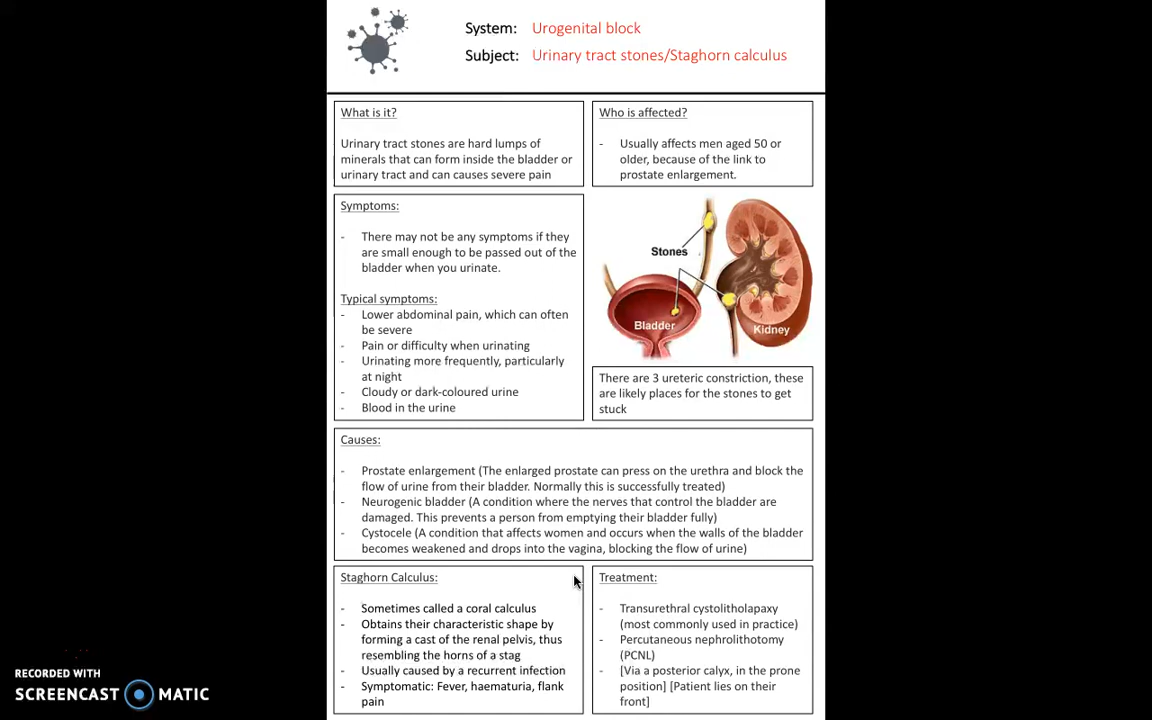 System: Urogenital block
Subject: Urinary tract stones/Staghorn calculus
What is it?
Urinary tract stones are hard lumps of
minerals that can form inside the bladder or
urinary tract and can causes severe pain
Who is affected?
- Usually affects men aged 50 or
older, because of the link to
prostate enlargement.
Symptoms:
- There may not be any symptoms if they
are small enough to be passed out of the
bladder when you urinate.
Typical symptoms:
- Lower abdominal pain, which can often
be severe
- Pain or difficulty when urinating
- Urinating more frequently, particularly
at night
- Cloudy or dark-coloured urine
- Blood in the urine
Stones
Bladder
Kidney
There are 3 ureteric constriction, these
are likely places for the stones to get
stuck
Causes:
- Prostate enlargement (The enlarged prostate can press on the urethra and block the
flow of urine from their bladder. Normally this is successfully treated)
- Neurogenic bladder (A condition where the nerves that control the bladder are
damaged. This prevents a person from emptying their bladder fully)
- Cystocele (A condition that affects women and occurs when the walls of the bladder
becomes weakened and drops into the vagina, blocking the flow of urine)
Staghorn Calculus:
- Sometimes called a coral calculus
- Obtains their characteristic shape by
forming a cast of the renal pelvis, thus
resembling the horns of a stag
- Usually caused by a recurrent infection
- Symptomatic: Fever, haematuria, flank
pain
Treatment:
- Transurethral cystolitholapaxy
(most commonly used in practice)
- Percutaneous nephrolithotomy
(PCNL)
- [Via a posterior calyx, in the prone
position] [Patient lies on their
front]
RECORDED WITH
SCREENCAST MATIC